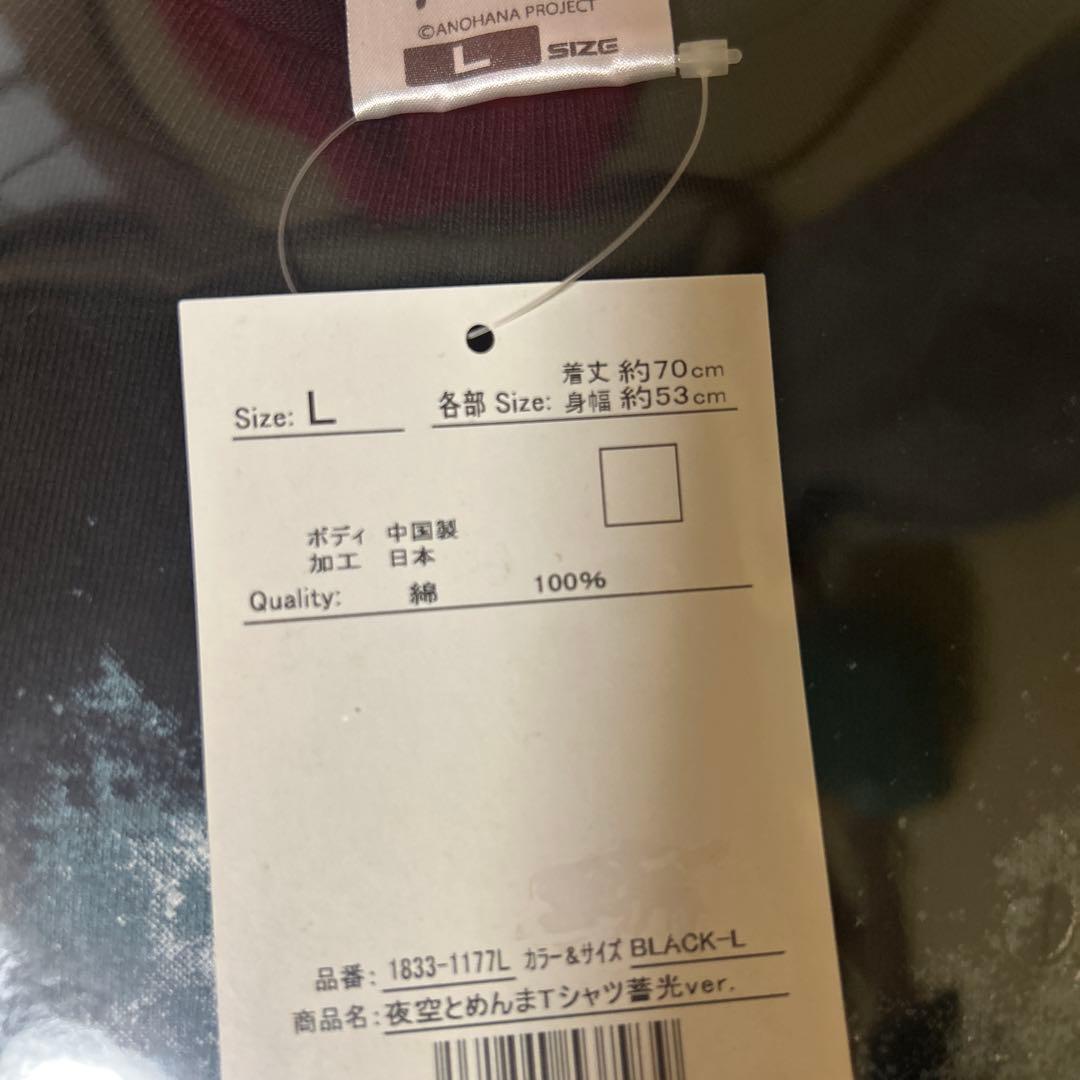 ©ANOHANA PROJECT
L SIZE
着丈 約70cm
Size: L 各部 Size: 身幅 約53cm
ボディ 中国製
加工 日本
Quality: 綿 100%
品番: 1833-1177L カラー&サイズ BLACK-L
商品名: 夜空とめんまTシャツ蓄光ver.